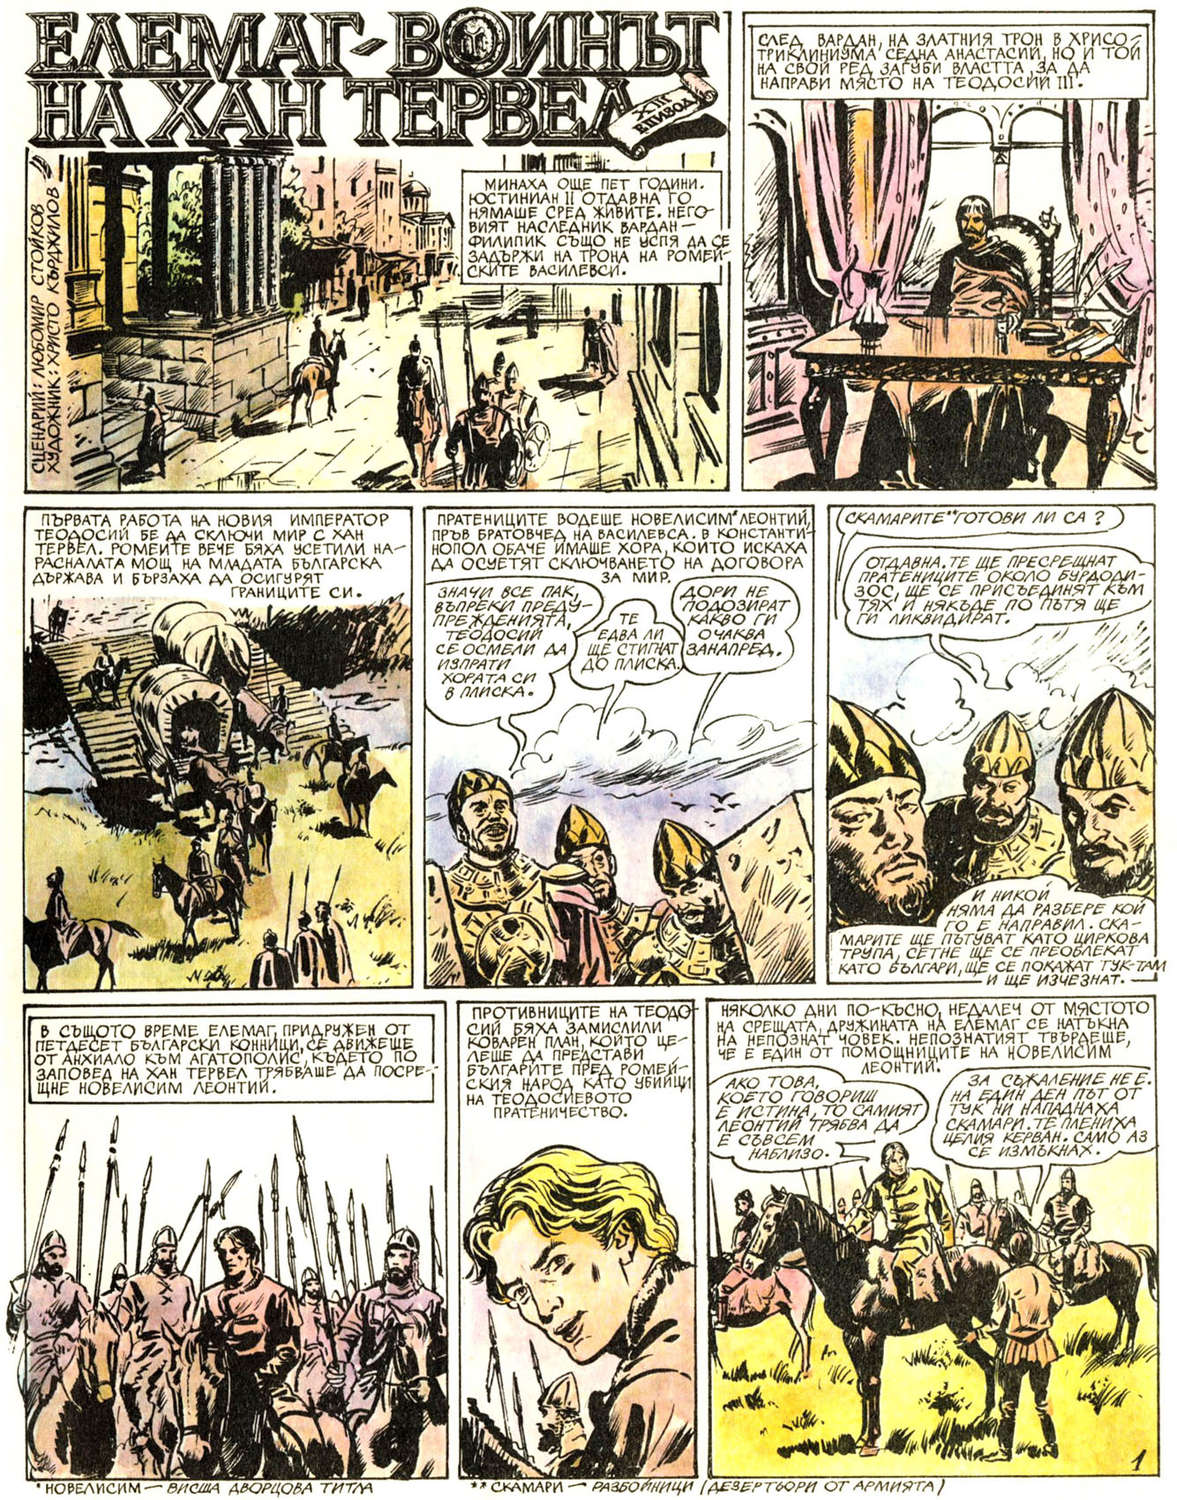 ЕЛЕМАГ-ВОИНЪТ
НА ХАН ТЕРВЕЛ
XII
ЕПИЗОД
СЦЕНАРИЙ: ЛЮБОМИР СТОЙКОВ
ХУДОЖНИК: ХРИСТО КЪРДЖИЛОВ
МИНАХА ОЩЕ ПЕТ ГОДИНИ.
ЮСТИНИАН II ОТДАВНА ГО
НЯМАШЕ СРЕД ЖИВИТЕ. НЕГО-
ВИЯТ НАСЛЕДНИК ВАРДАН-
ФИЛИПИК СЪЩО НЕ УСПЯ ДА СЕ
ЗАДЪРЖИ НА ТРОНА НА РОМЕЙ-
СКИТЕ ВАСИЛЕВСИ.
СЛЕД ВАРДАН, НА ЗЛАТНИЯ ТРОН В ХРИСО-
ТРИКЛИНИУМА СЕДНА АНАСТАСИЙ, НО И ТОЙ
НА СВОЙ РЕД ЗАГУБИ ВЛАСТТА, ЗА ДА
НАПРАВИ МЯСТО НА ТЕОДОСИЙ III.
ПЪРВАТА РАБОТА НА НОВИЯ ИМПЕРАТОР
ТЕОДОСИЙ БЕ ДА СКЛЮЧИ МИР С ХАН
ТЕРВЕЛ. РОМЕИТЕ ВЕЧЕ БЯХА УСЕТИЛИ НА-
РАСНАЛАТА МОЩ НА МЛАДАТА БЪЛГАРСКА
ДЪРЖАВА И БЪРЗАХА ДА ОСИГУРЯТ
ГРАНИЦИТЕ СИ.
ПРАТЕНИЦИТЕ ВОДЕШЕ НОВЕЛИСИМ* ЛЕОНТИЙ,
ПРЪВ БРАТОВЧЕД НА ВАСИЛЕВСА. В КОНСТАНТИ-
НОПОЛ ОБАЧЕ ИМАШЕ ХОРА, КОИТО ИСКАХА
ДА ОСУЕТЯТ СКЛЮЧВАНЕТО НА ДОГОВОРА
ЗА МИР.
ЗНАЧИ ВСЕ ПАК,
ВЪПРЕКИ ПРЕДУ-
ПРЕЖДЕНИЯТА,
ТЕОДОСИЙ
СЕ ОСМЕЛИ ДА
ИЗПРАТИ
ХОРАТА СИ
В ПЛИСКА.
ТЕ
ЕДВА ЛИ
ЩЕ СТИГНАТ
ДО ПЛИСКА.
ДОРИ НЕ
ПОДОЗИРАТ
КАКВО ГИ
ОЧАКВА
ЗАНАПРЕД.
СКАМАРИТЕ** ГОТОВИ ЛИ СА?
ОТДАВНА. ТЕ ЩЕ ПРЕСРЕЩНАТ
ПРАТЕНИЦИТЕ ОКОЛО БУРДОДИ-
ЗОС, ЩЕ СЕ ПРИСЪЕДИНЯТ КЪМ
ТЯХ И НЯКЪДЕ ПО ПЪТЯ ЩЕ
ГИ ЛИКВИДИРАТ.
И НИКОЙ
НЯМА ДА РАЗБЕРЕ КОЙ
ГО Е НАПРАВИЛ. СКА-
МАРИТЕ ЩЕ ПЪТУВАТ КАТО ЦИРКОВА
ТРУПА, СЕТНЕ ЩЕ СЕ ПРЕОБЛЕКАТ
КАТО БЪЛГАРИ, ЩЕ СЕ ПОКАЖАТ ТУК-ТАМ
И ЩЕ ИЗЧЕЗНАТ.
В СЪЩОТО ВРЕМЕ ЕЛЕМАГ, ПРИДРУЖЕН ОТ
ПЕТДЕСЕТ БЪЛГАРСКИ КОННИЦИ, СЕ ДВИЖЕШЕ
ОТ АНХИАЛО КЪМ АГАТОПОЛИС, КЪДЕТО ПО
ЗАПОВЕД НА ХАН ТЕРВЕЛ ТРЯБВАШЕ ДА ПОСРЕ-
ЩНЕ НОВЕЛИСИМ ЛЕОНТИЙ.
ПРОТИВНИЦИТЕ НА ТЕОДО-
СИЙ БЯХА ЗАМИСЛИЛИ
КОВАРЕН ПЛАН, КОЙТО ЦЕ-
ЛЕШЕ ДА ПРЕДСТАВИ
БЪЛГАРИТЕ ПРЕД РОМЕЙ-
СКИЯ НАРОД КАТО УБИЙЦИ
НА ТЕОДОСИЕВОТО
ПРАТЕНИЧЕСТВО.
НЯКОЛКО ДНИ ПО-КЪСНО, НЕДАЛЕЧ ОТ МЯСТОТО
НА СРЕЩАТА, ДРУЖИНАТА НА ЕЛЕМАГ СЕ НАТЪКНА
НА НЕПОЗНАТ ЧОВЕК. НЕПОЗНАТИЯТ ТВЪРДЕШЕ,
ЧЕ Е ЕДИН ОТ ПОМОЩНИЦИТЕ НА НОВЕЛИСИМ
ЛЕОНТИЙ.
АКО ТОВА,
КОЕТО ГОВОРИШ
Е ИСТИНА, ТО САМИЯТ
ЛЕОНТИЙ ТРЯБВА ДА
Е СЪВСЕМ
НАБЛИЗО.
ЗА СЪЖАЛЕНИЕ НЕ Е.
НА ЕДИН ДЕН ПЪТ ОТ
ТУК НИ НАПАДНАХА
СКАМАРИ. ТЕ ПЛЕНИХА
ЦЕЛИЯ КЕРВАН. САМО АЗ
СЕ ИЗМЪКНАХ.
1
* НОВЕЛИСИМ — ВИСША ДВОРЦОВА ТИТЛА
** СКАМАРИ — РАЗБОЙНИЦИ (ДЕЗЕРТЬОРИ ОТ АРМИЯТА)